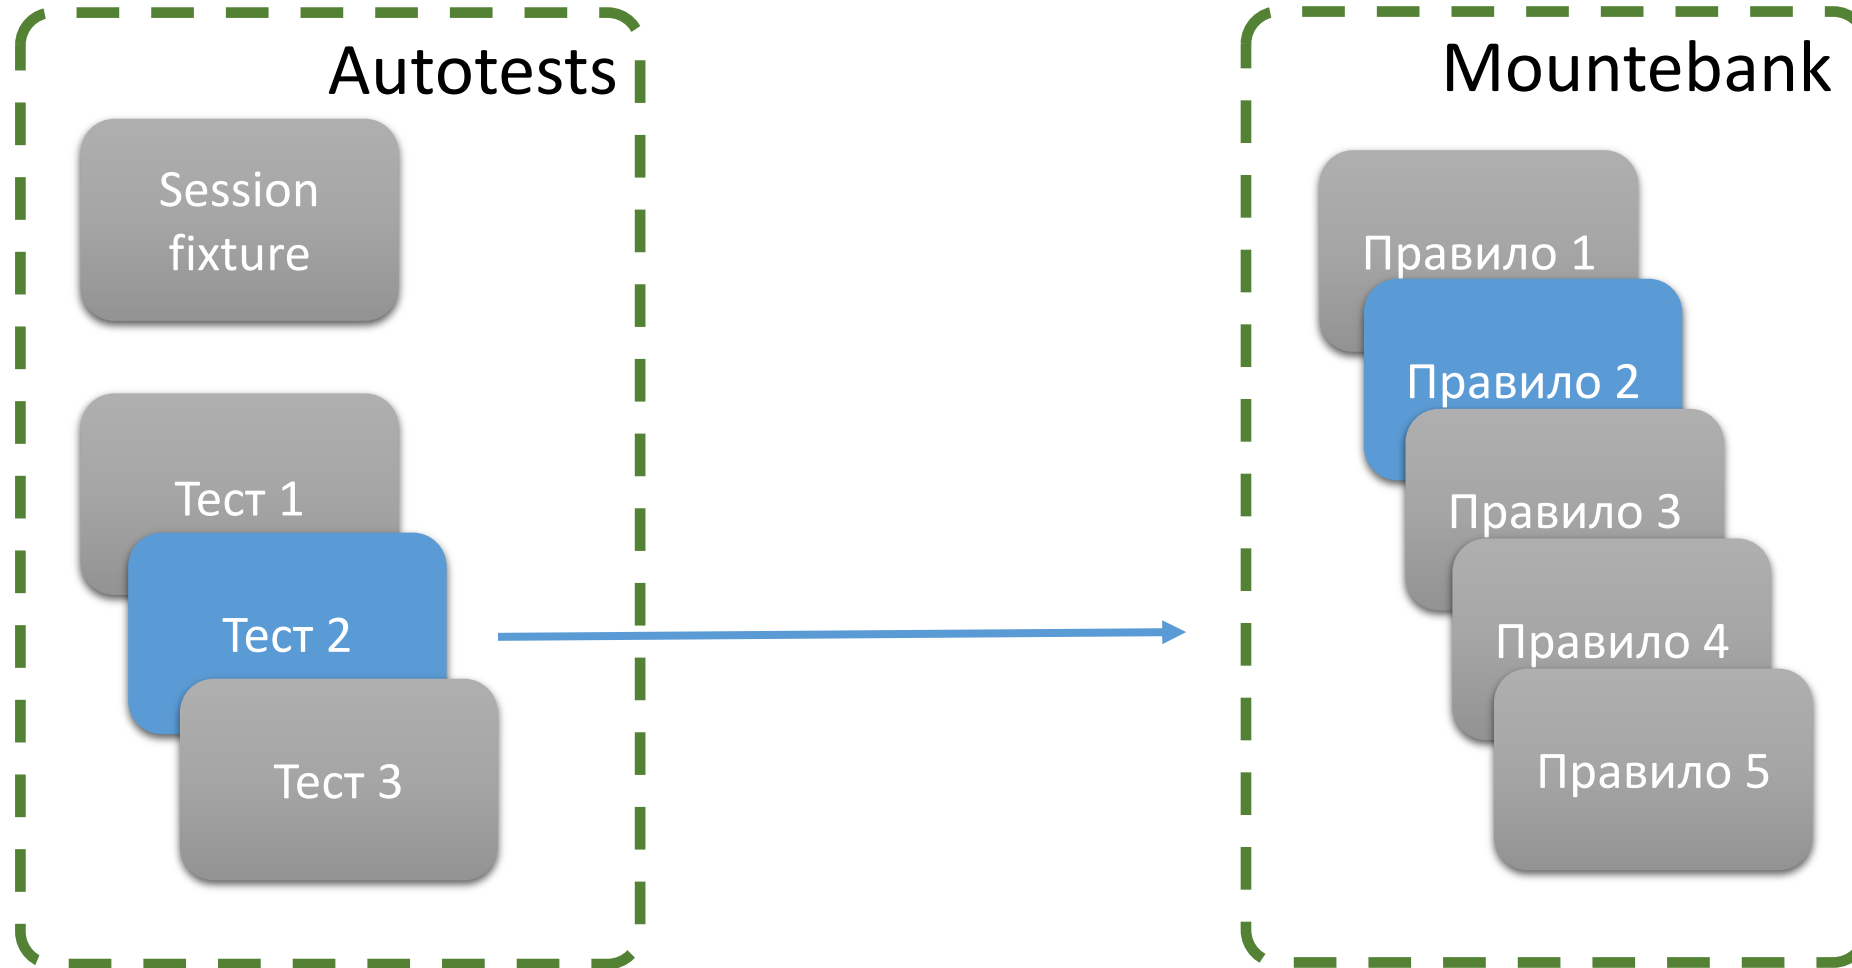 Autotests
Session
fixture
Тест 1
Тест 2
Тест 3
Mountebank
Правило 1
Правило 2
Правило 3
Правило 4
Правило 5